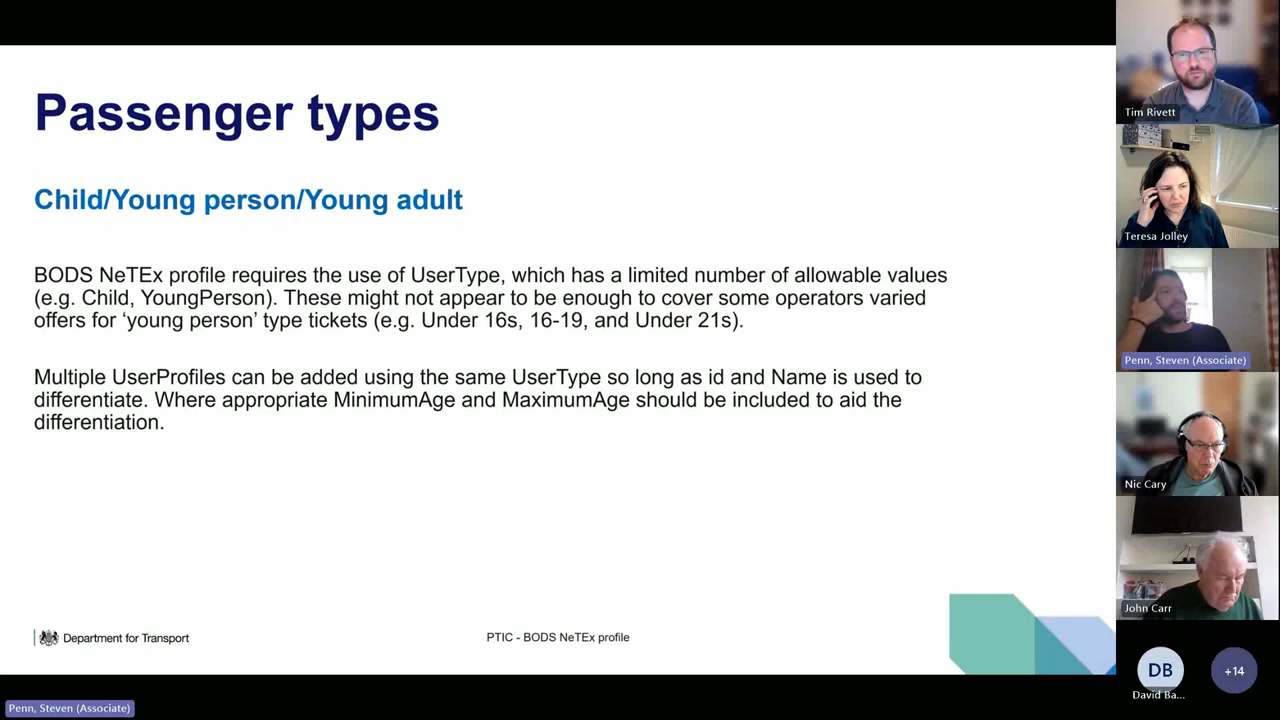 Passenger types
Child/Young person/Young adult
BODS NeTEx profile requires the use of UserType, which has a limited number of allowable values
(e.g. Child, YoungPerson). These might not appear to be enough to cover some operators varied
offers for ‘young person’ type tickets (e.g. Under 16s, 16-19, and Under 21s).
Multiple UserProfiles can be added using the same UserType so long as id and Name is used to
differentiate. Where appropriate MinimumAge and MaximumAge should be included to aid the
differentiation.
Department for Transport
PTIC - BODS NeTEx profile
Penn, Steven (Associate)
Tim Rivett
Teresa Jolley
Penn, Steven (Associate)
Nic Cary
John Carr
DB
David Ba...
+14